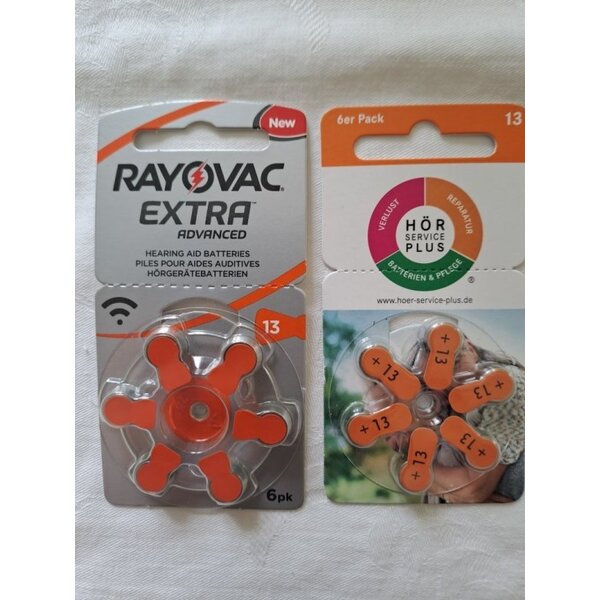 New
RAYOVAC
EXTRA™
ADVANCED
HEARING AID BATTERIES
PILES POUR AIDES AUDITIVES
HÖRGERÄTEBATTERIEN
13
6pk
6er Pack
13
VERLUST
REPARATUR
BATTERIEN & PFLEGE
HÖR
SERVICE
PLUS
®
www.hoer-service-plus.de
+ 13
+ 13
+ 13
+ 13
+ 13
+ 13